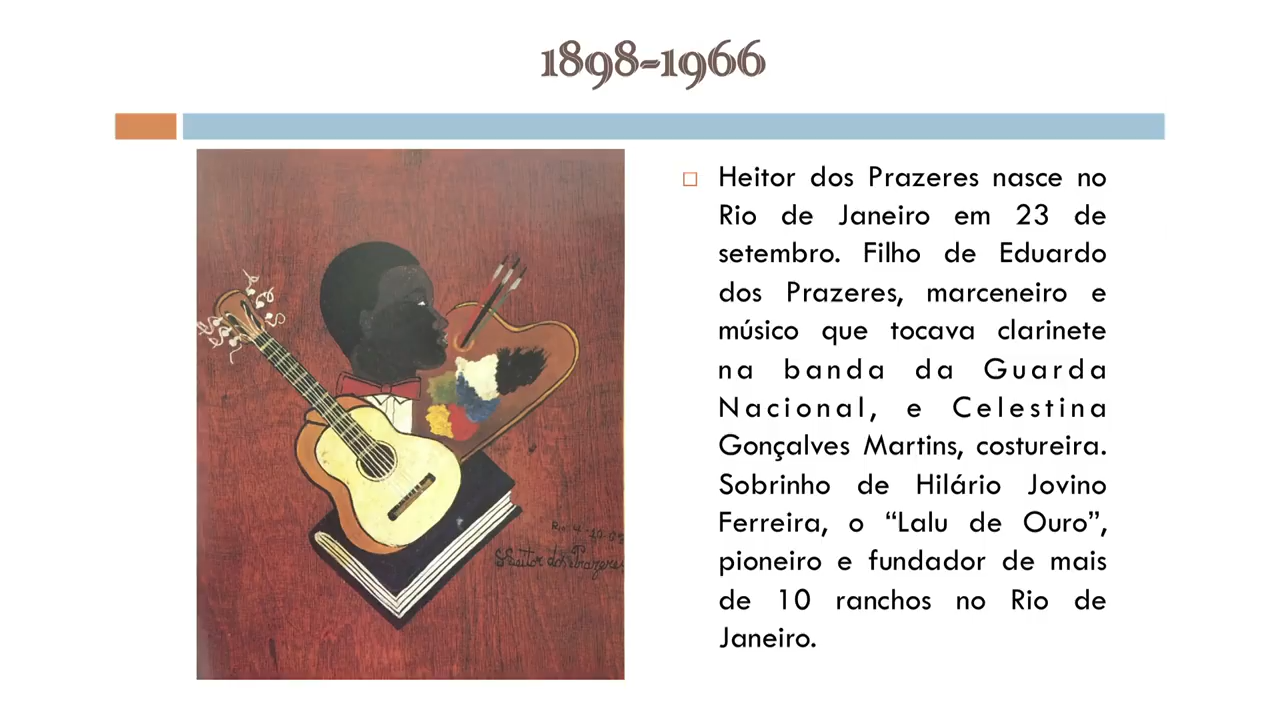 1898-1966
Heitor dos Prazeres nasce no
Rio de Janeiro em 23 de
setembro. Filho de Eduardo
dos Prazeres, marceneiro e
músico que tocava clarinete
na banda da Guarda
Nacional, e Celestina
Gonçalves Martins, costureira.
Sobrinho de Hilário Jovino
Ferreira, o “Lalu de Ouro”,
pioneiro e fundador de mais
de 10 ranchos no Rio de
Janeiro.
Heitor dos Prazeres